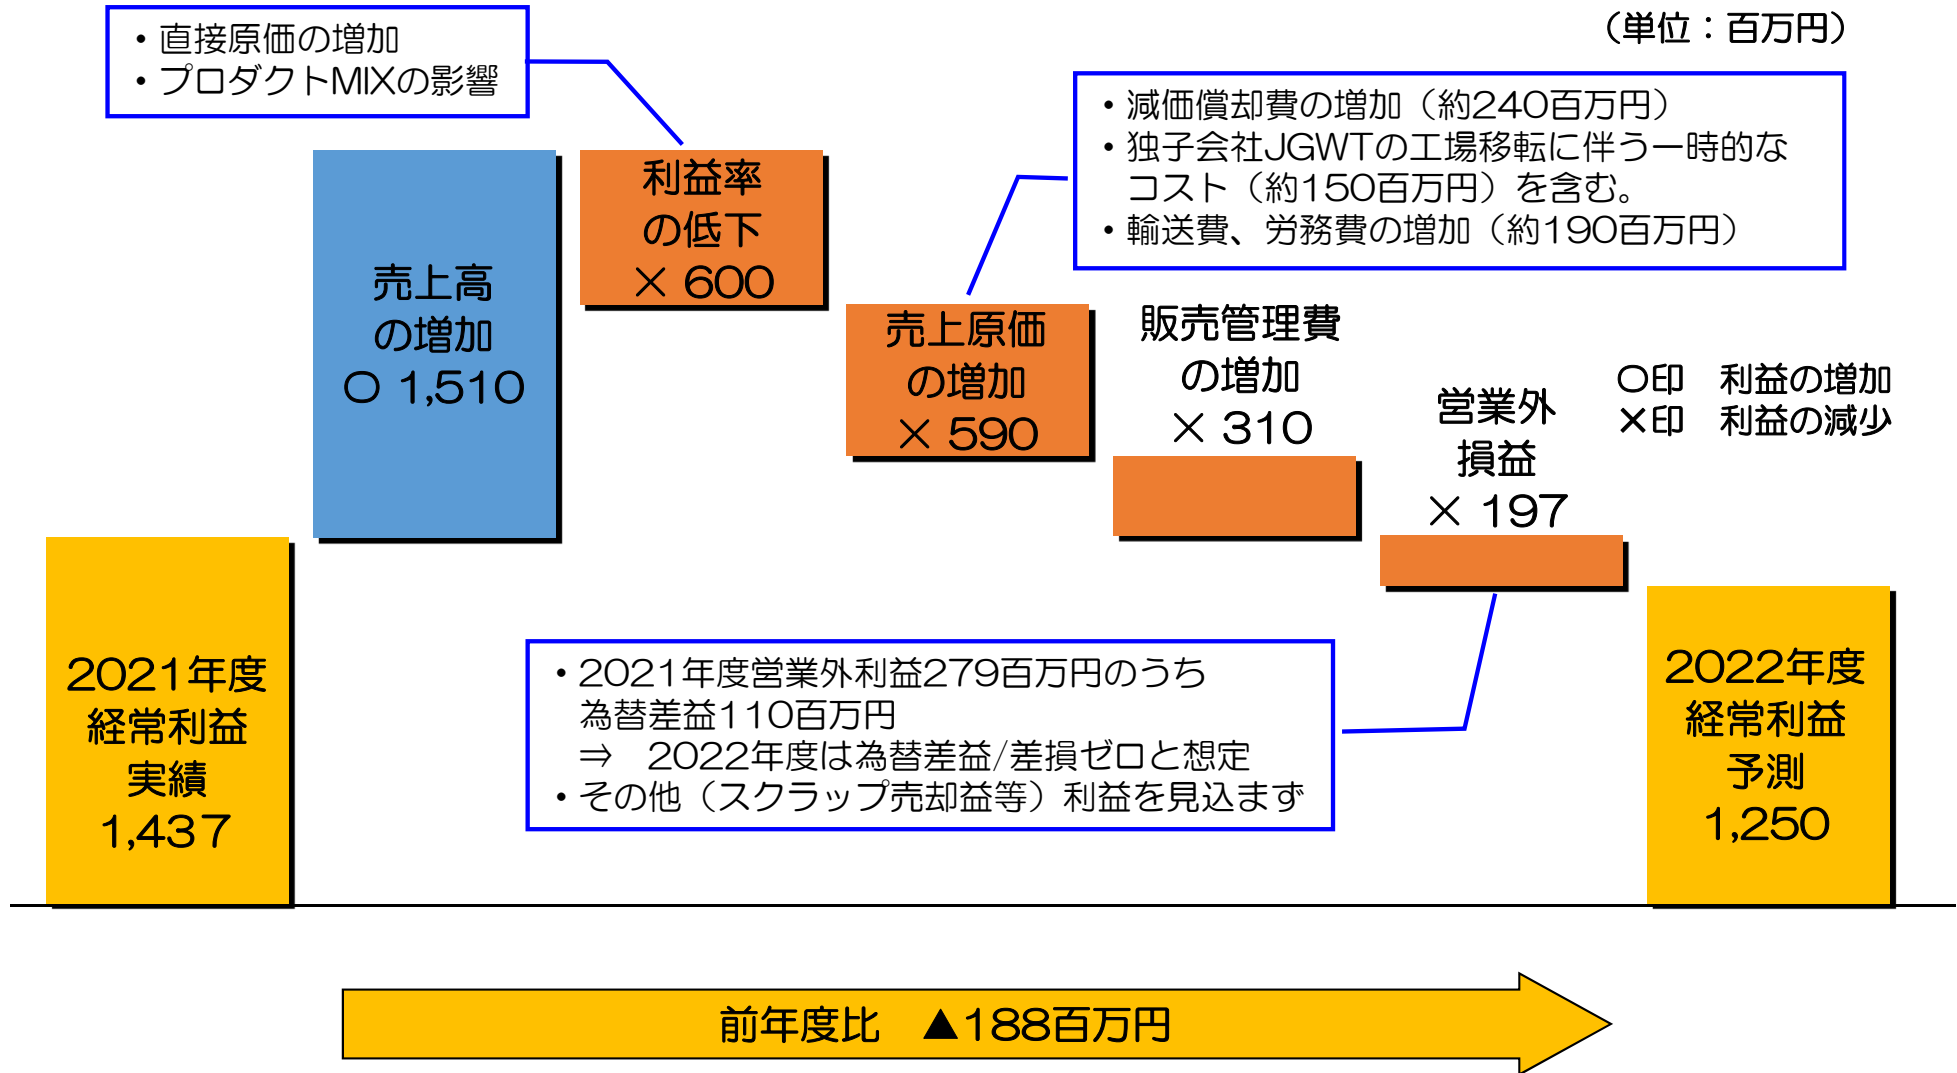 （単位：百万円）
・直接原価の増加
・プロダクトMIXの影響
・減価償却費の増加（約240百万円）
・独子会社JGWTの工場移転に伴う一時的な
コスト（約150百万円）を含む。
・輸送費、労務費の増加（約190百万円）
利益率
の低下
× 600
売上高
の増加
〇 1,510
売上原価
の増加
× 590
販売管理費
の増加
× 310
営業外
損益
× 197
〇印　利益の増加
×印　利益の減少
2021年度
経常利益
実績
1,437
・2021年度営業外利益279百万円のうち
為替差益110百万円
⇒　2022年度は為替差益/差損ゼロと想定
・その他（スクラップ売却益等）利益を見込まず
2022年度
経常利益
予測
1,250
前年度比　▲188百万円